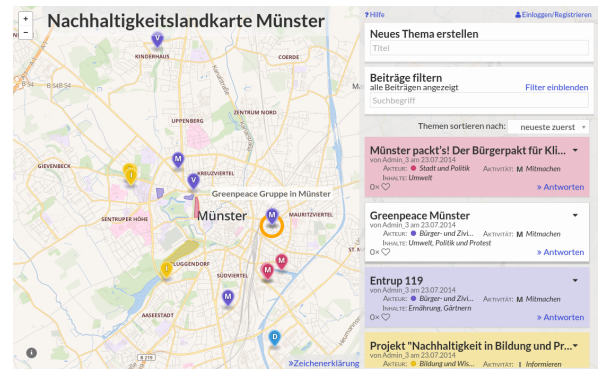 Nachhaltigkeitslandkarte Münster
+
−
V
KINDERHAUS
COERDE
B 54
B 54
UPPENBERG
ZENTRUM NORD
GIEVENBECK
M
V
KREUZVIERTEL
I
Greenpeace Gruppe in Münster
SENTRUPER HÖHE
Münster
M
MAURITZVIERTEL
PLUGGENDORF
I
SÜDVIERTEL
M
M
M
AASEESTADT
D
B 219
i
»Zeichenerklärung
? Hilfe
Einloggen/Registrieren
Neues Thema erstellen
Titel
Beiträge filtern
alle Beiträgen angezeigt
Filter einblenden
Suchbegriff
Themen sortieren nach: neueste zuerst
Münster packt's! Der Bürgerpakt für Kli...
von Admin_3 am 23.07.2014
Akteur: Stadt und Politik Aktivität: M Mitmachen
Inhalte: Umwelt
0×
» Antworten
Greenpeace Münster
von Admin_3 am 23.07.2014
Akteur: Bürger- und Zivi... Aktivität: M Mitmachen
Inhalte: Umwelt, Politik und Protest
0×
» Antworten
Entrup 119
von Admin_3 am 23.07.2014
Akteur: Bürger- und Zivi... Aktivität: M Mitmachen
Inhalte: Ernährung, Gärtnern
0×
» Antworten
Projekt "Nachhaltigkeit in Bildung und Pr...
von Admin_3 am 23.07.2014
Akteur: Bildung und Wis... Aktivität: I Informieren